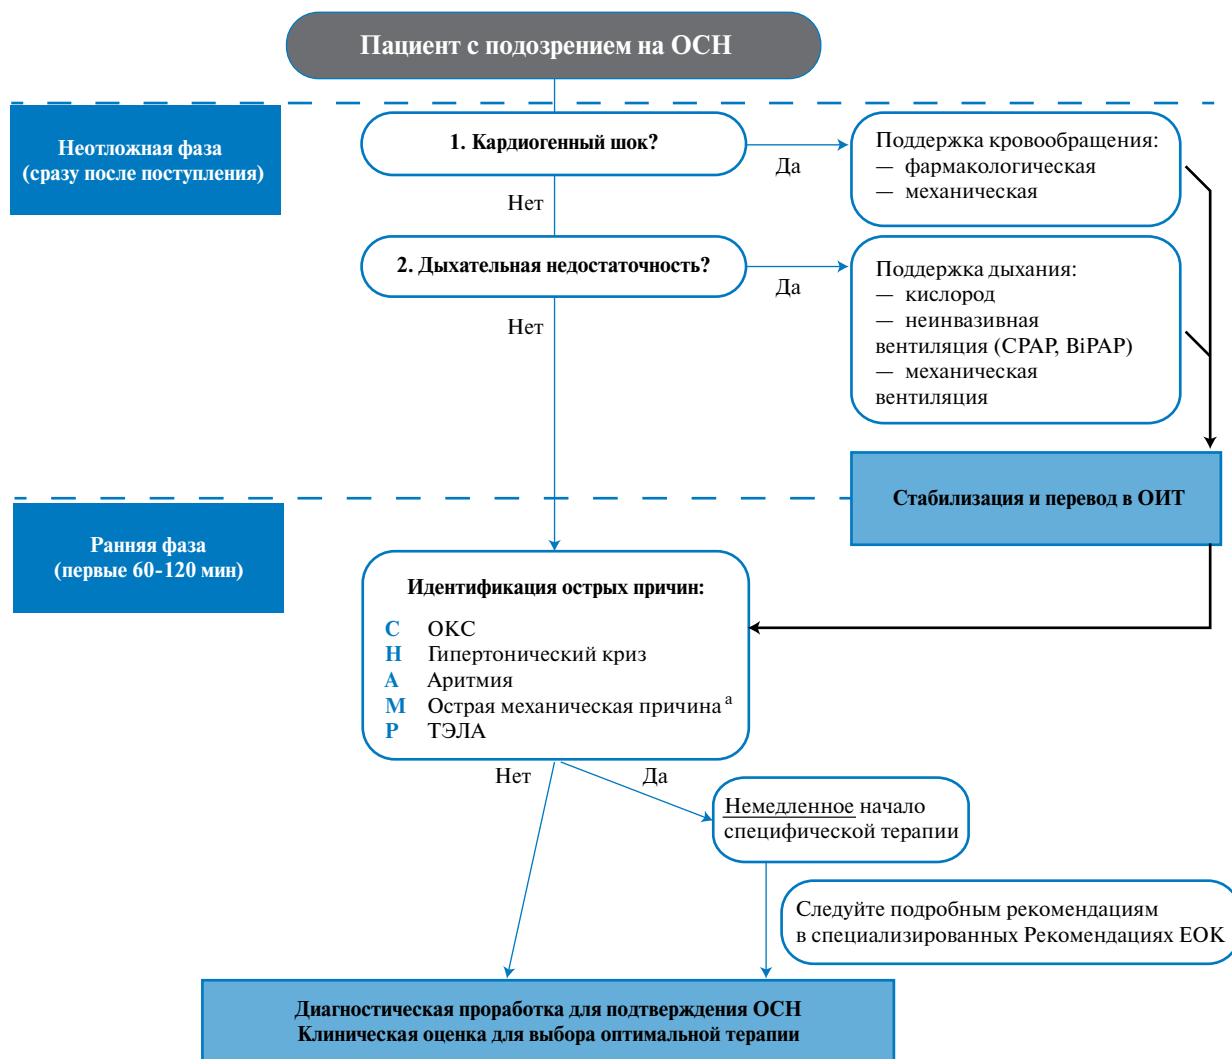 Пациент с подозрением на ОСН
Неотложная фаза
(сразу после поступления)
1. Кардиогенный шок?
Да
Поддержка кровообращения:
— фармакологическая
— механическая
Нет
2. Дыхательная недостаточность?
Да
Поддержка дыхания:
— кислород
— неинвазивная
вентиляция (CPAP, BiPAP)
— механическая
вентиляция
Нет
Стабилизация и перевод в ОИТ
Ранняя фаза
(первые 60-120 мин)
Идентификация острых причин:
C ОКС
H Гипертонический криз
A Аритмия
M Острая механическая причина a
P ТЭЛА
Нет
Да
Немедленное начало
специфической терапии
Следуйте подробным рекомендациям
в специализированных Рекомендациях ЕОК
Диагностическая проработка для подтверждения ОСН
Клиническая оценка для выбора оптимальной терапии